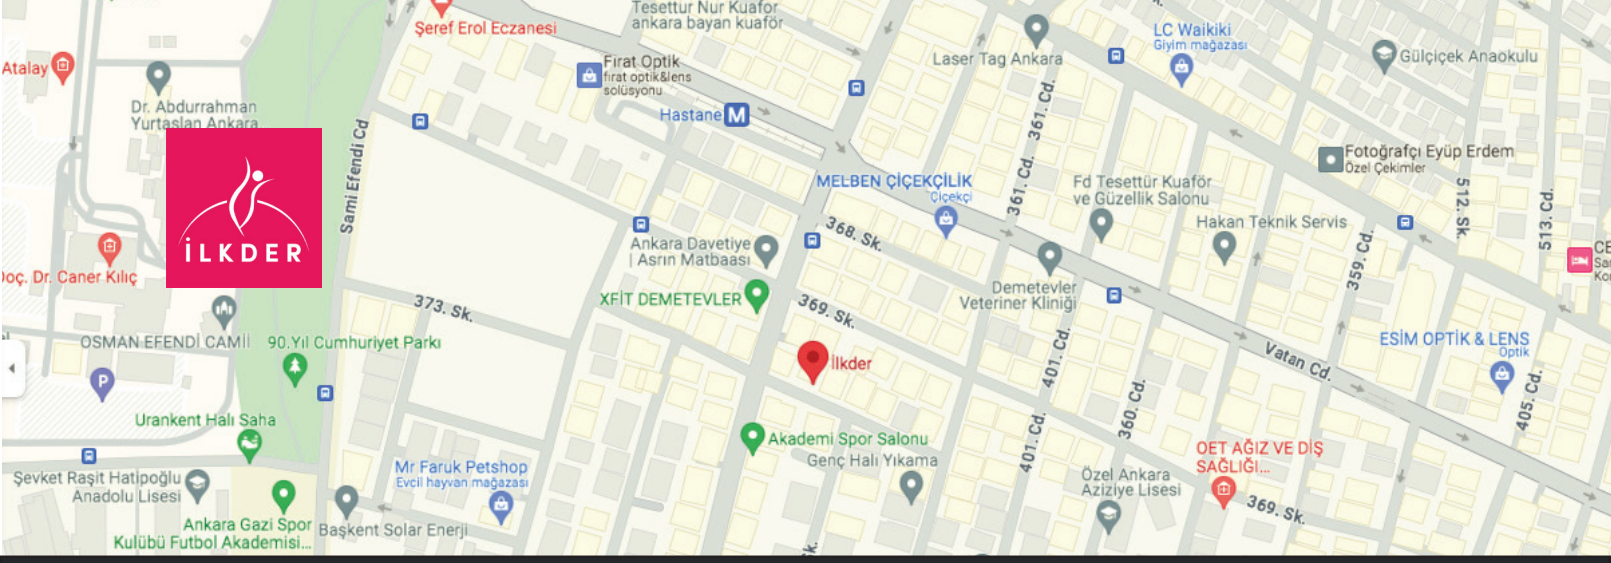 Tesettür Nur Kuaför
ankara bayan kuaför
Şeref Erol Eczanesi
LC Waikiki
Giyim mağazası
Laser Tag Ankara
Gülçiçek Anaokulu
Atalay
Fırat Optik
fırat optik&lens
solüsyonu
Dr. Abdurrahman
Yurtaslan Ankara
Hastane M
Sami Efendi Cd
361. Cd.
361. Cd.
Fotoğrafçı Eyüp Erdem
Özel Çekimler
MELBEN ÇİÇEKÇİLİK
Çiçekçi
Fd Tesettür Kuaför
ve Güzellik Salonu
512. Sk.
513. Cd.
Hakan Teknik Servis
368. Sk.
359. Cd.
İLKDER
Ankara Davetiye
| Asrın Matbaası
Doç. Dr. Caner Kılıç
Demetevler
Veteriner Kliniği
XFİT DEMETEVLER
373. Sk.
369. Sk.
OSMAN EFENDİ CAMİİ
90.Yıl Cumhuriyet Parkı
ESİM OPTİK & LENS
Optik
Vatan Cd.
İlkder
401. Cd.
P
405. Cd.
360. Cd.
Urankent Halı Saha
Akademi Spor Salonu
Genç Halı Yıkama
401. Cd.
OET AĞIZ VE DİŞ
SAĞLIĞI...
Mr Faruk Petshop
Evcil hayvan mağazası
Şevket Raşit Hatipoğlu
Anadolu Lisesi
Özel Ankara
Aziziye Lisesi
369. Sk.
Ankara Gazi Spor
Kulübü Futbol Akademisi...
Başkent Solar Enerji